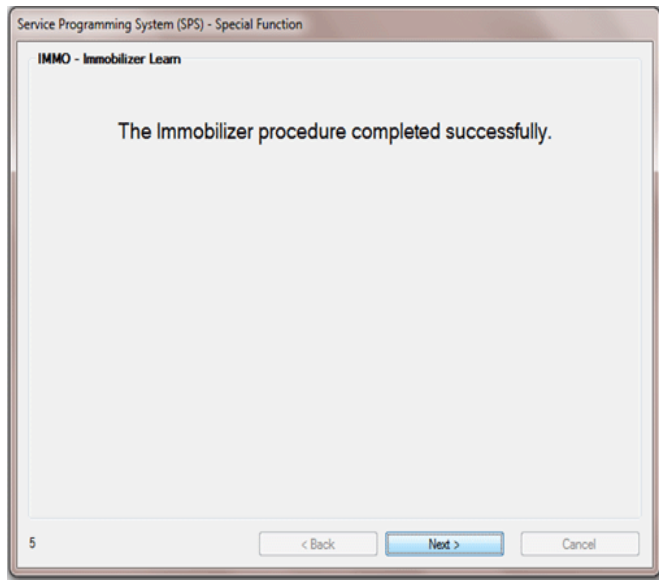 Service Programming System (SPS) - Special Function
IMMO - Immobilizer Learn
The Immobilizer procedure completed successfully.
5
< Back
Next >
Cancel